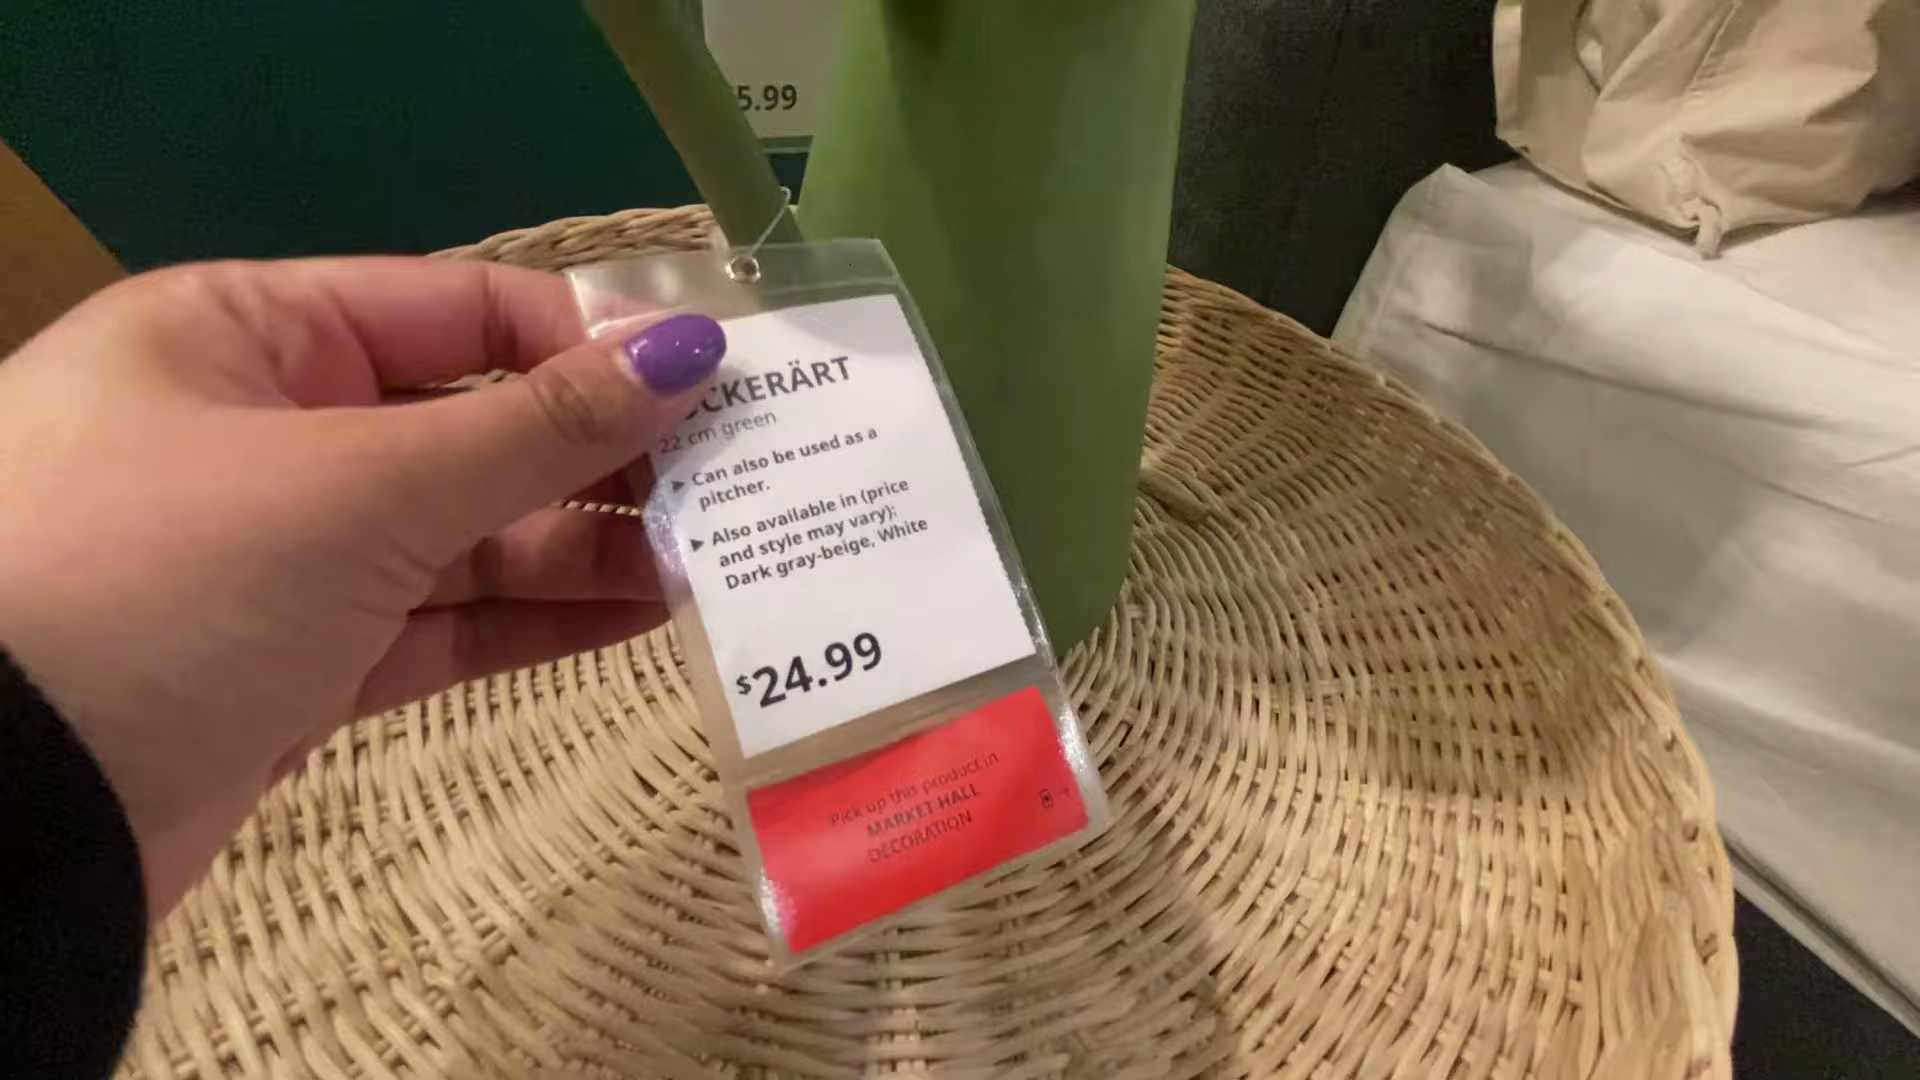 5.99
CKERÄRT
22 cm green
▶ Can also be used as a
pitcher.
▶ Also available in (price
and style may vary):
Dark gray-beige, White
$24.99
Pick up this product in
MARKET HALL
DECORATION